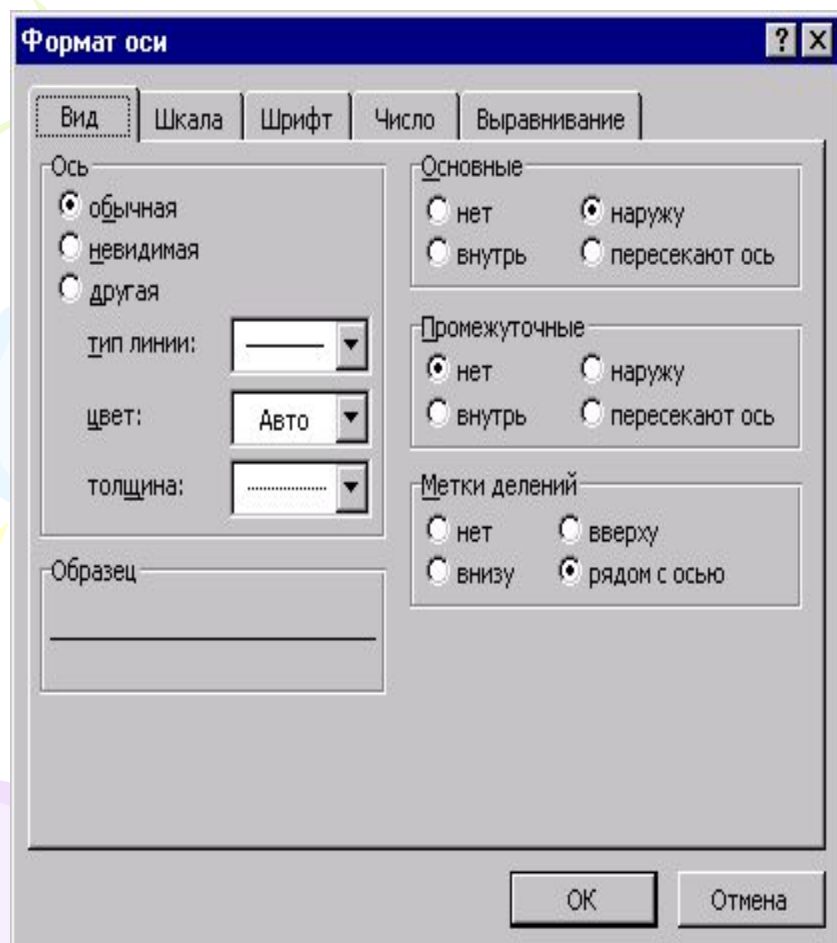 Формат оси
Вид Шкала Шрифт Число Выравнивание
Ось
обычная
невидимая
другая
тип линии:
цвет: Авто
толщина:
Образец
Основные
нет наружу
внутрь пересекают ось
Промежуточные
нет наружу
внутрь пересекают ось
Метки делений
нет вверху
внизу рядом с осью
ОК Отмена